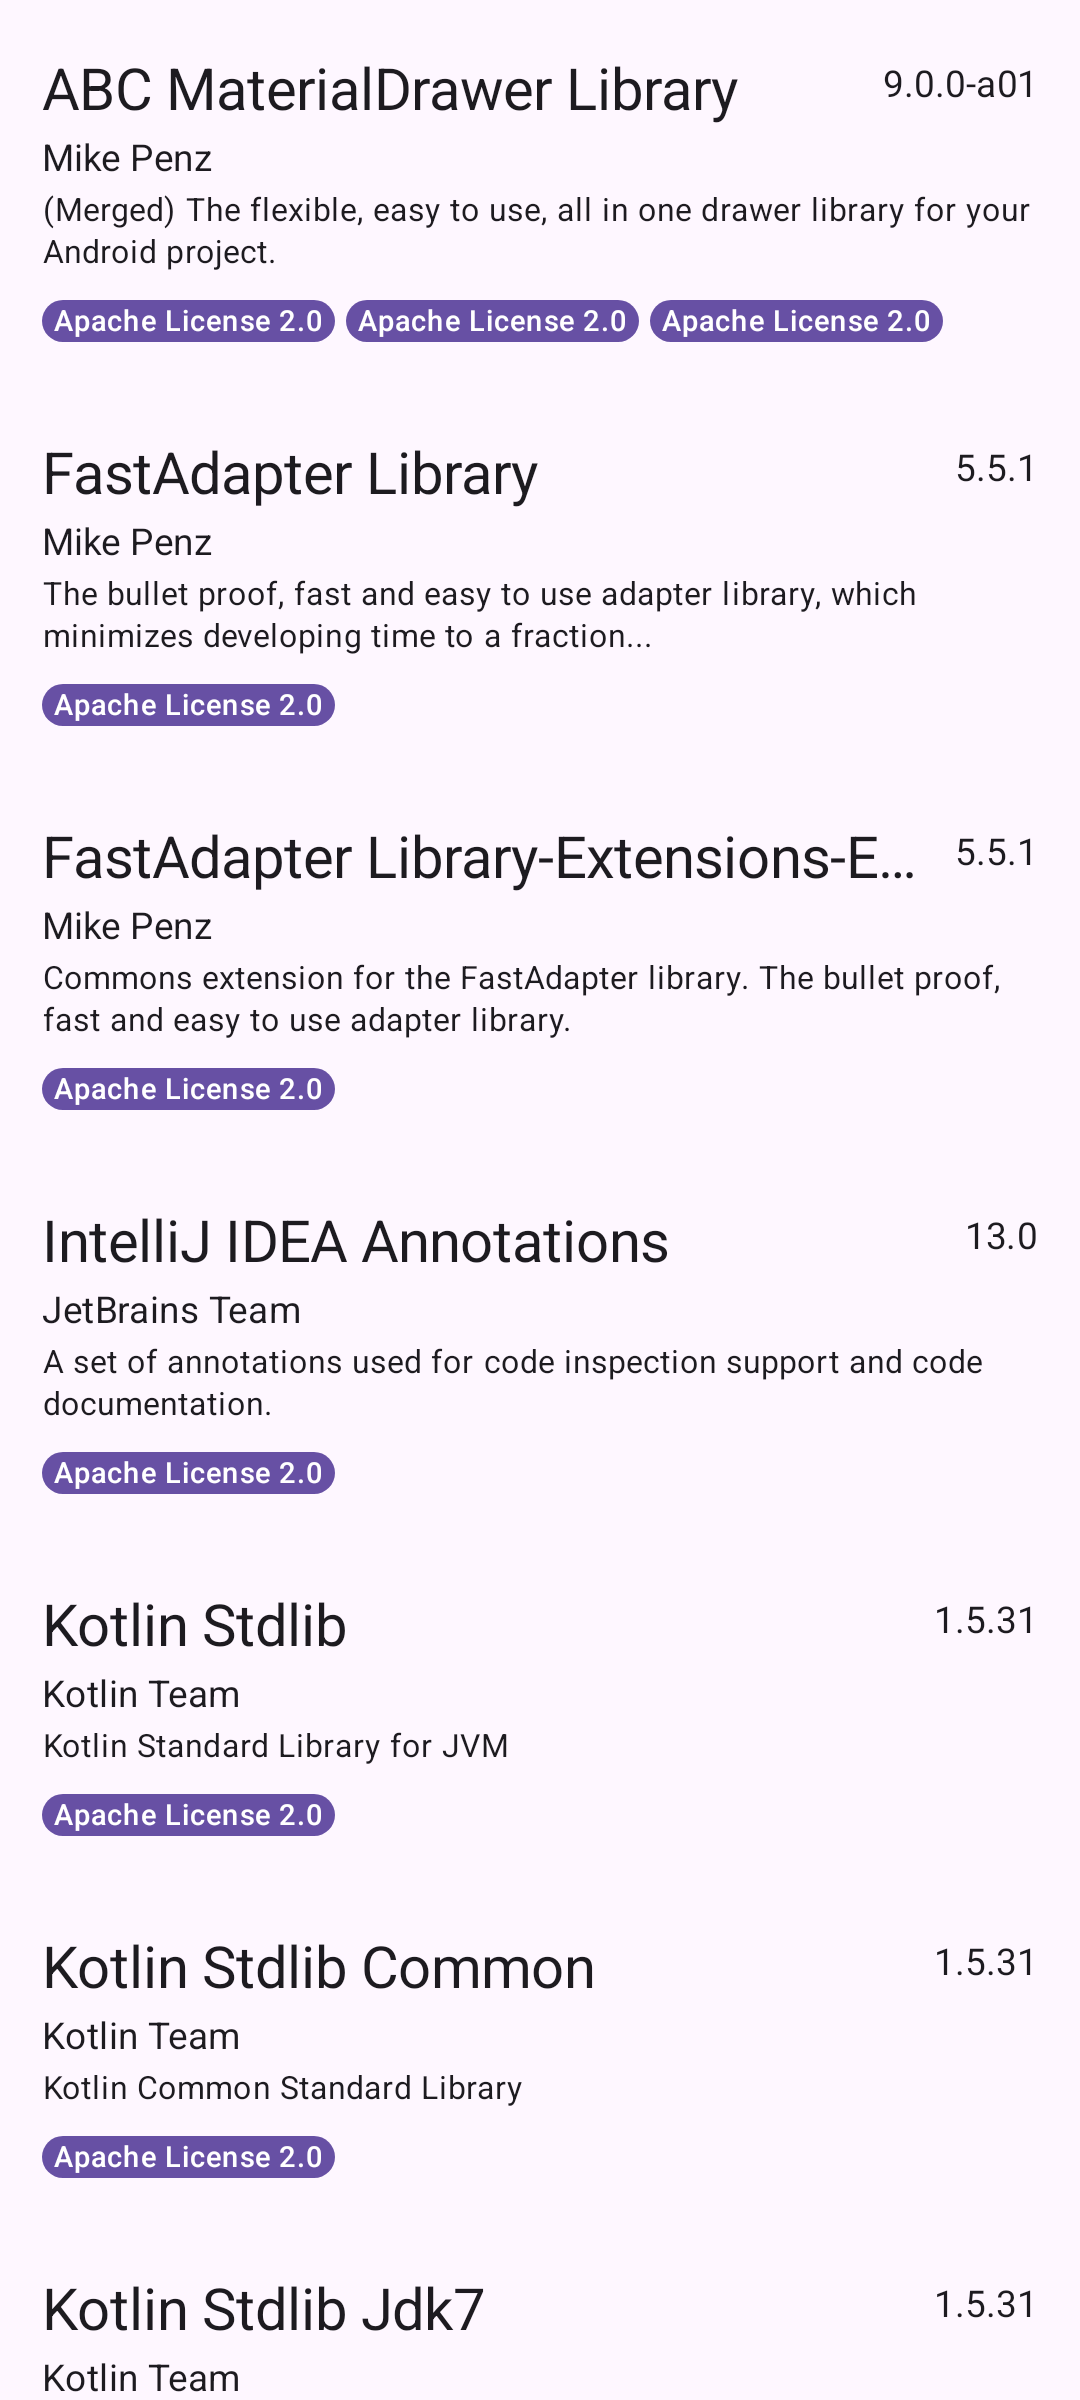 ABC MaterialDrawer Library 9.0.0-a01
Mike Penz
(Merged) The flexible, easy to use, all in one drawer library for your
Android project.
Apache License 2.0 Apache License 2.0 Apache License 2.0
FastAdapter Library 5.5.1
Mike Penz
The bullet proof, fast and easy to use adapter library, which
minimizes developing time to a fraction...
Apache License 2.0
FastAdapter Library-Extensions-E... 5.5.1
Mike Penz
Commons extension for the FastAdapter library. The bullet proof,
fast and easy to use adapter library.
Apache License 2.0
IntelliJ IDEA Annotations 13.0
JetBrains Team
A set of annotations used for code inspection support and code
documentation.
Apache License 2.0
Kotlin Stdlib 1.5.31
Kotlin Team
Kotlin Standard Library for JVM
Apache License 2.0
Kotlin Stdlib Common 1.5.31
Kotlin Team
Kotlin Common Standard Library
Apache License 2.0
Kotlin Stdlib Jdk7 1.5.31
Kotlin Team